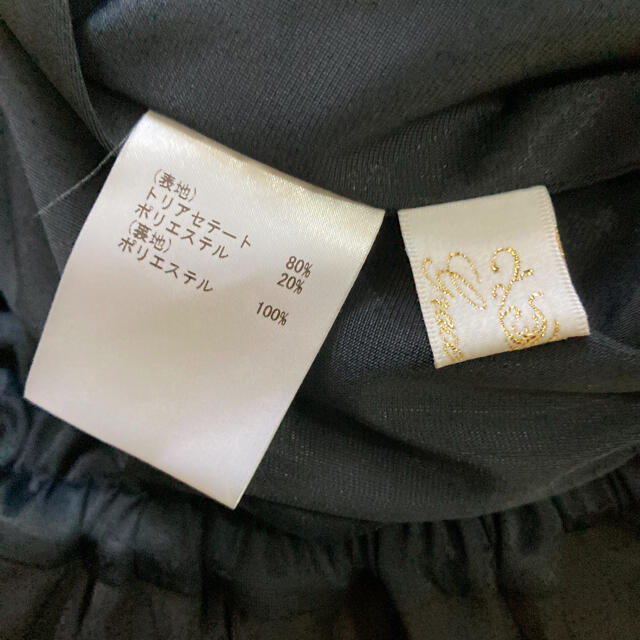 (表地)
トリアセテート 80%
ポリエステル 20%
(裏地)
ポリエステル 100%